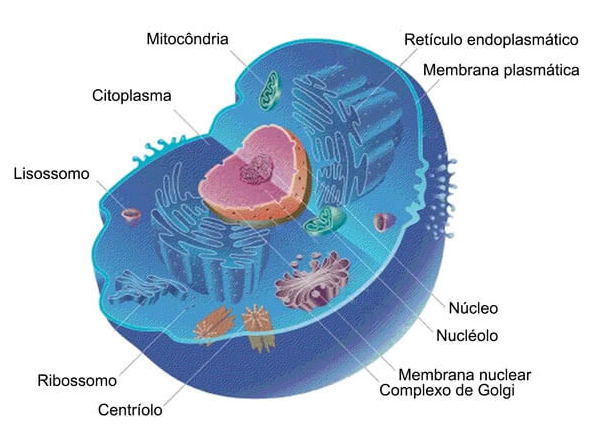 Mitocôndria
Retículo endoplasmático
Membrana plasmática
Citoplasma
Lisossomo
Núcleo
Nucléolo
Membrana nuclear
Complexo de Golgi
Ribossomo
Centríolo